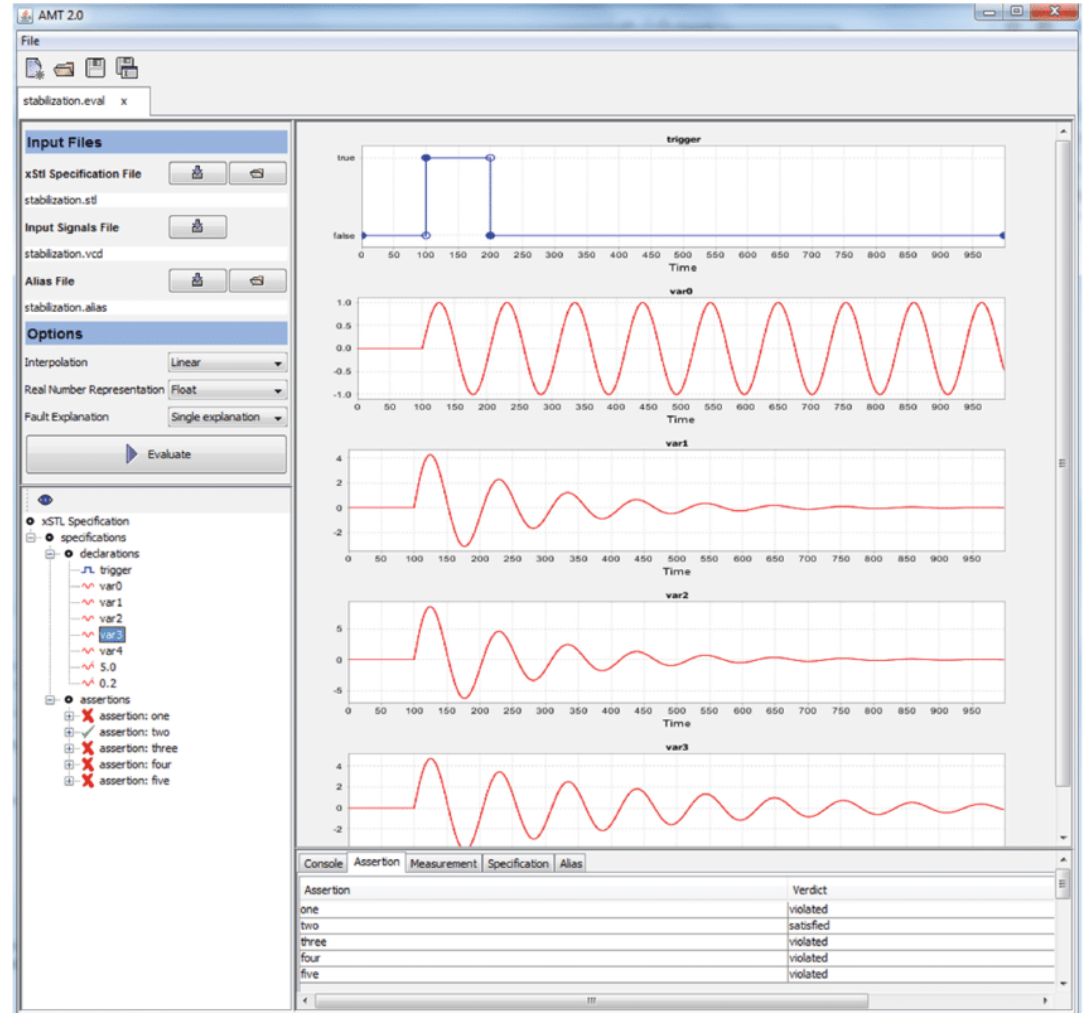 AMT 2.0
File
stabilization.eval x
Input Files
xStl Specification File
stabilization.stl
Input Signals File
stabilization.vcd
Alias File
stabilization.alias
Options
Interpolation Linear
Real Number Representation Float
Fault Explanation Single explanation
Evaluate
xSTL Specification
specifications
declarations
trigger
var0
var1
var2
var3
var4
5.0
0.2
assertions
assertion: one
assertion: two
assertion: three
assertion: four
assertion: five
trigger
true
false
0 50 100 150 200 250 300 350 400 450 500 550 600 650 700 750 800 850 900 950
Time
var0
1.0
0.5
0.0
-0.5
-1.0
0 50 100 150 200 250 300 350 400 450 500 550 600 650 700 750 800 850 900 950
Time
var1
4
2
0
-2
0 50 100 150 200 250 300 350 400 450 500 550 600 650 700 750 800 850 900 950
Time
var2
5
0
-5
0 50 100 150 200 250 300 350 400 450 500 550 600 650 700 750 800 850 900 950
Time
var3
4
2
0
-2
Console Assertion Measurement Specification Alias
Assertion Verdict
one violated
two satisfied
three violated
four violated
five violated